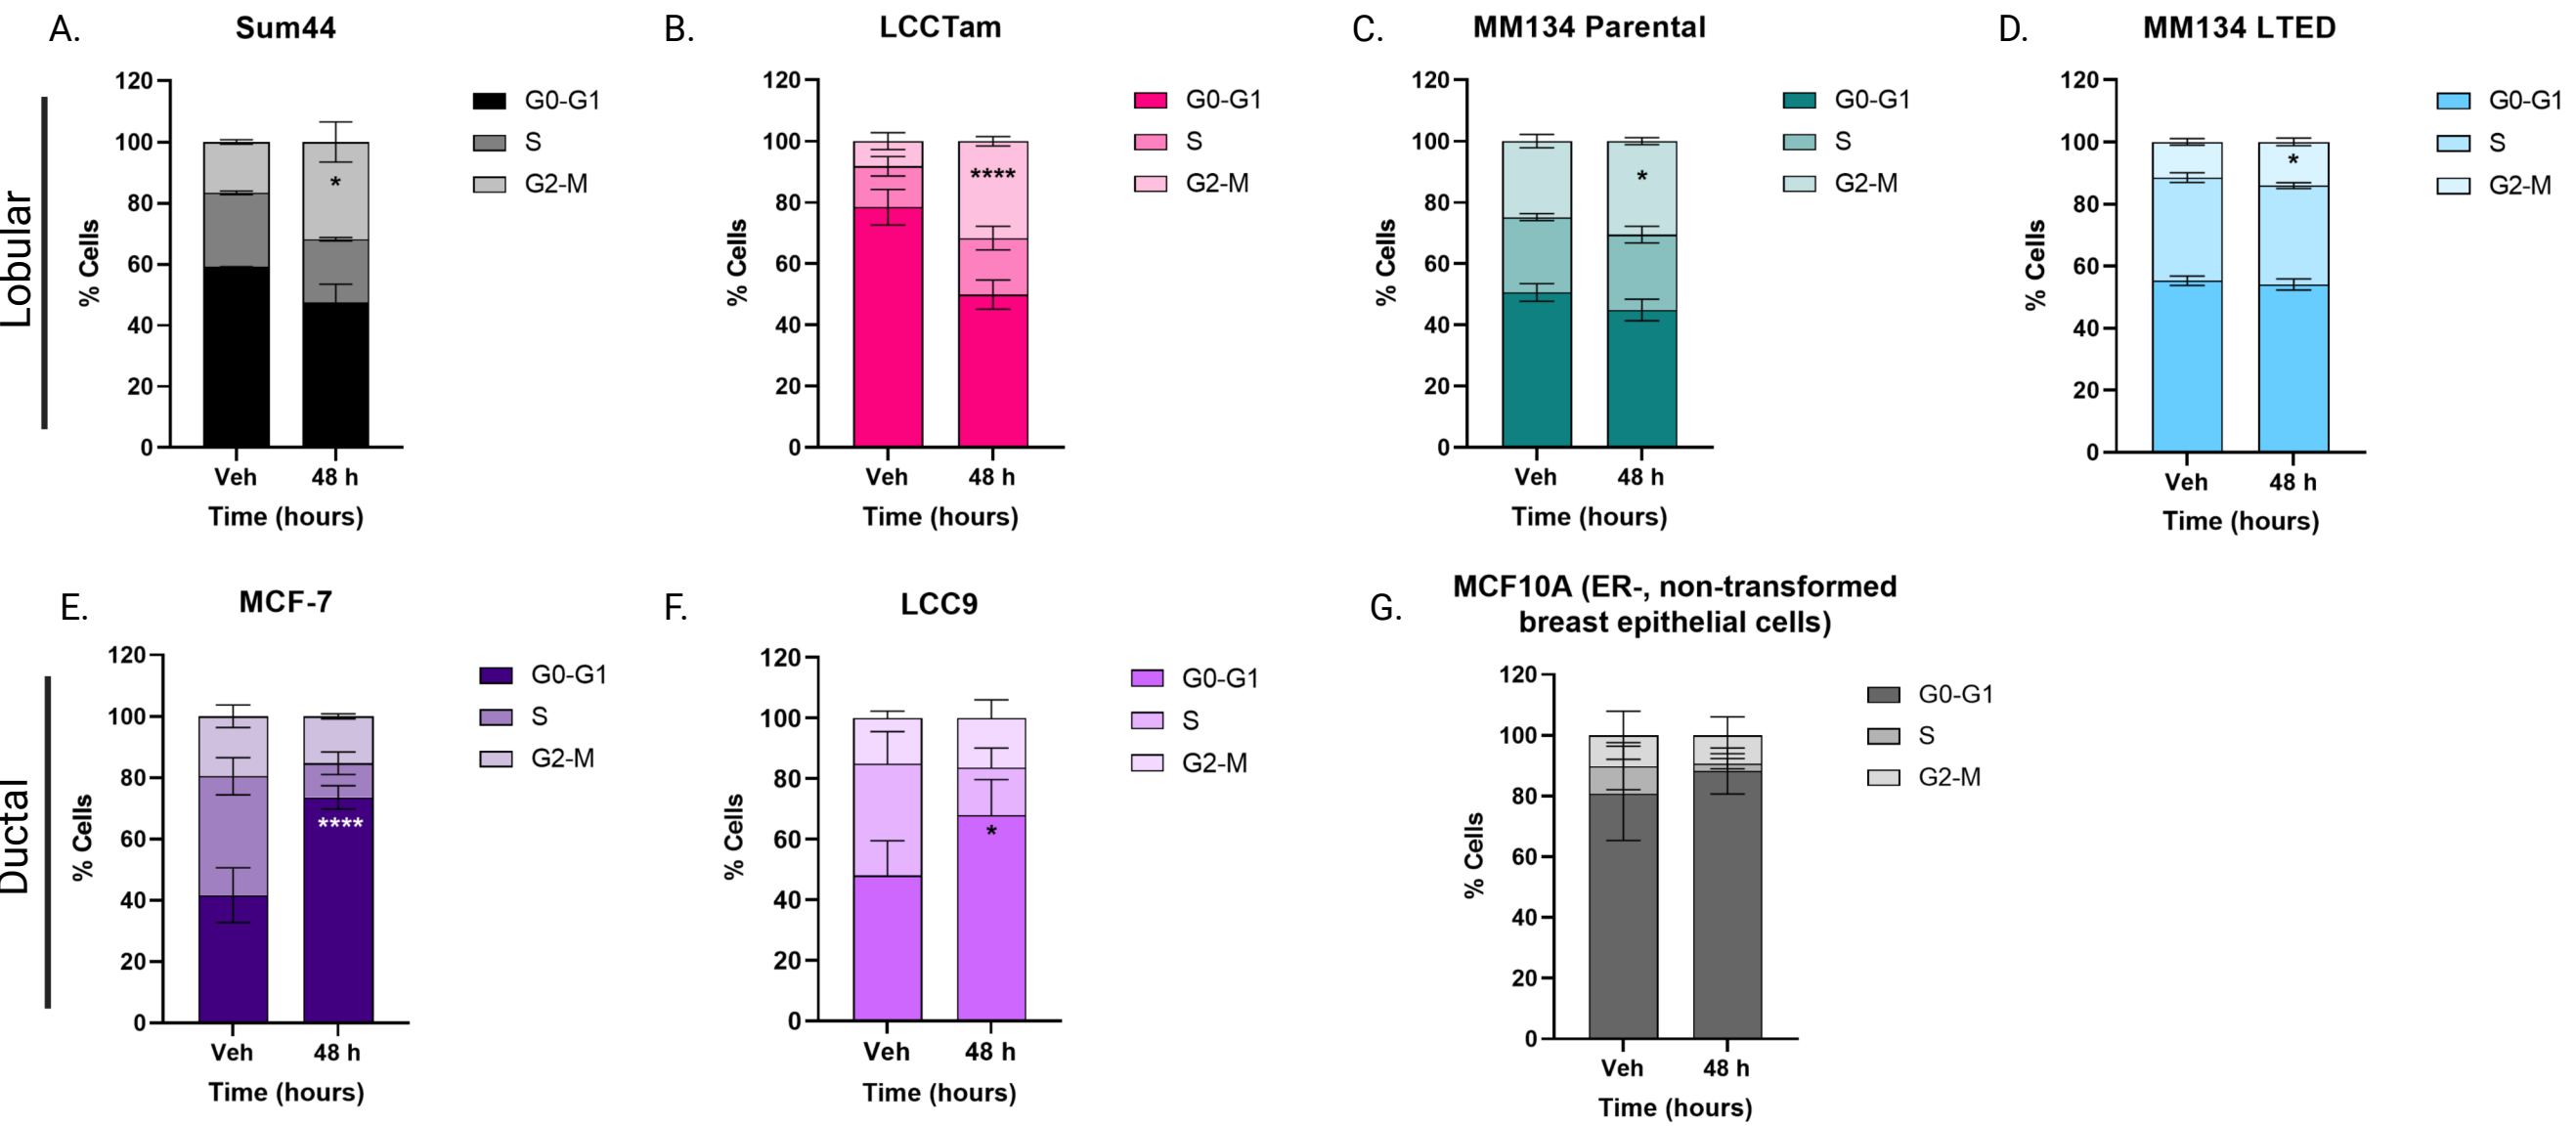 A.
Sum44
120
100
80
60
40
20
0
% Cells
*
Veh
48 h
Time (hours)
G0-G1
S
G2-M
B.
LCCTam
120
100
80
60
40
20
0
% Cells
****
Veh
48 h
Time (hours)
G0-G1
S
G2-M
C.
MM134 Parental
120
100
80
60
40
20
0
% Cells
*
Veh
48 h
Time (hours)
G0-G1
S
G2-M
D.
MM134 LTED
120
100
80
60
40
20
0
% Cells
*
Veh
48 h
Time (hours)
G0-G1
S
G2-M
Lobular
E.
MCF-7
120
100
80
60
40
20
0
% Cells
****
Veh
48 h
Time (hours)
G0-G1
S
G2-M
F.
LCC9
120
100
80
60
40
20
0
% Cells
*
Veh
48 h
Time (hours)
G0-G1
S
G2-M
G.
MCF10A (ER-, non-transformed
breast epithelial cells)
120
100
80
60
40
20
0
% Cells
Veh
48 h
Time (hours)
G0-G1
S
G2-M
Ductal